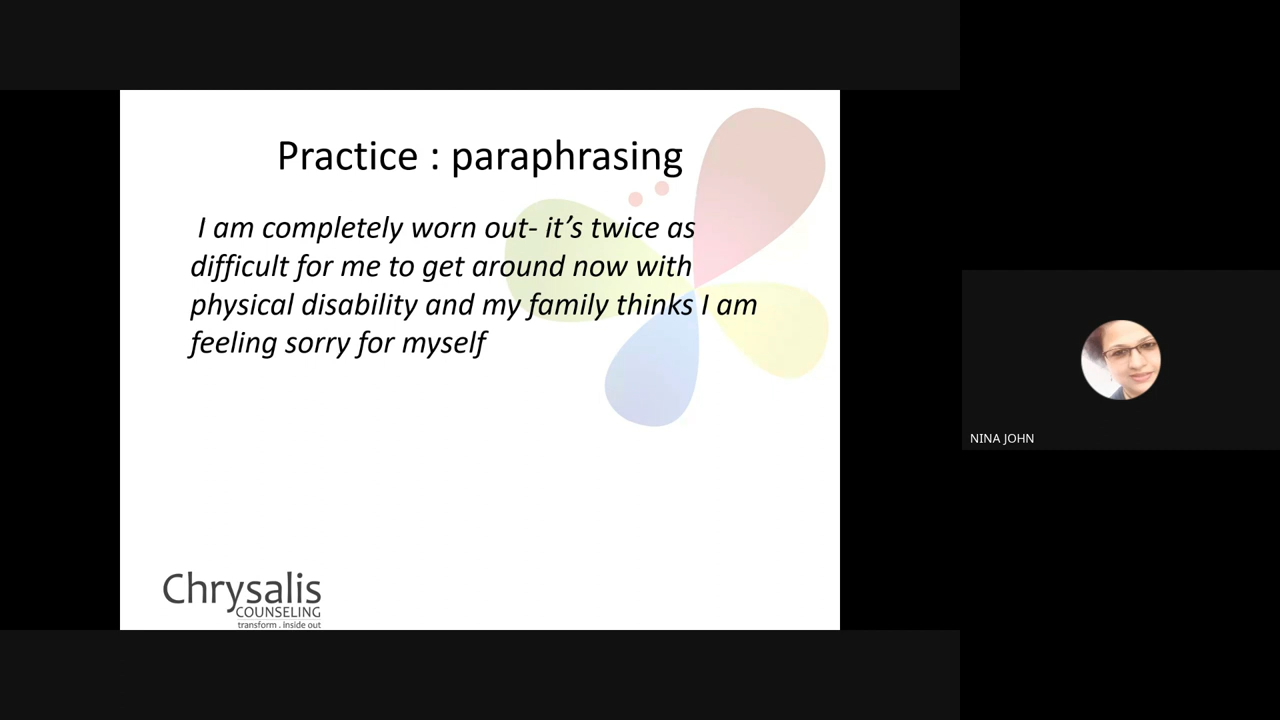 Practice : paraphrasing
I am completely worn out- it’s twice as
difficult for me to get around now with
physical disability and my family thinks I am
feeling sorry for myself
Chrysalis
COUNSELING
transform . inside out
NINA JOHN